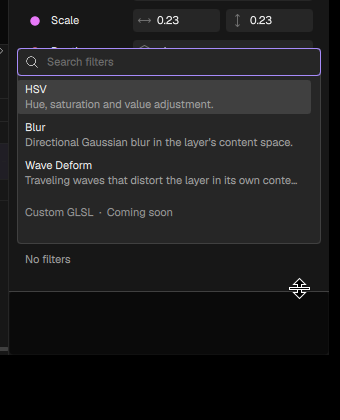 Scale 0.23 0.23
Search filters
HSV
Hue, saturation and value adjustment.
Blur
Directional Gaussian blur in the layer's content space.
Wave Deform
Traveling waves that distort the layer in its own conte...
Custom GLSL · Coming soon
No filters